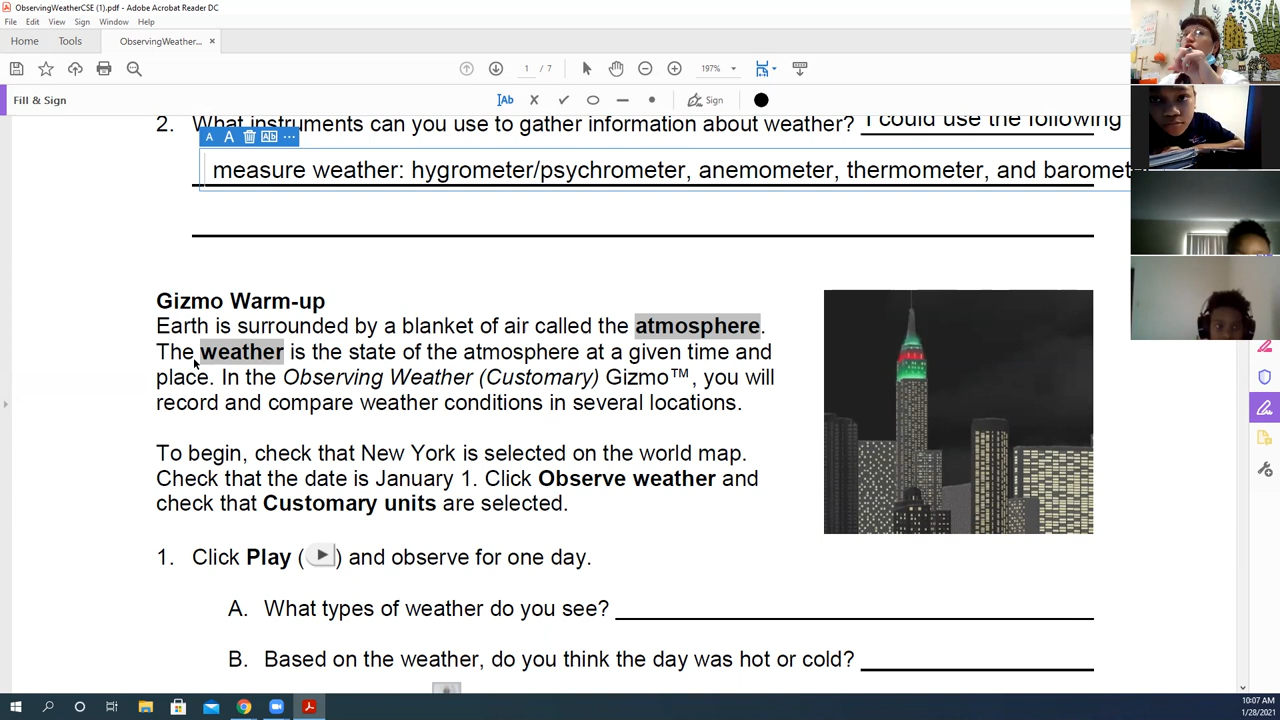 ObservingWeatherCSE (1).pdf - Adobe Acrobat Reader DC
File Edit View Sign Window Help
Home Tools ObservingWeather... ×
1 / 7 197%
Fill & Sign Ab Sign
2. What instruments can you use to gather information about weather? I could use the following
A A Ab ...
measure weather: hygrometer/psychrometer, anemometer, thermometer, and baromet
Gizmo Warm-up
Earth is surrounded by a blanket of air called the atmosphere.
The weather is the state of the atmosphere at a given time and
place. In the Observing Weather (Customary) Gizmo™, you will
record and compare weather conditions in several locations.
To begin, check that New York is selected on the world map.
Check that the date is January 1. Click Observe weather and
check that Customary units are selected.
1. Click Play ( ) and observe for one day.
A. What types of weather do you see?
B. Based on the weather, do you think the day was hot or cold?
10:07 AM
1/28/2021